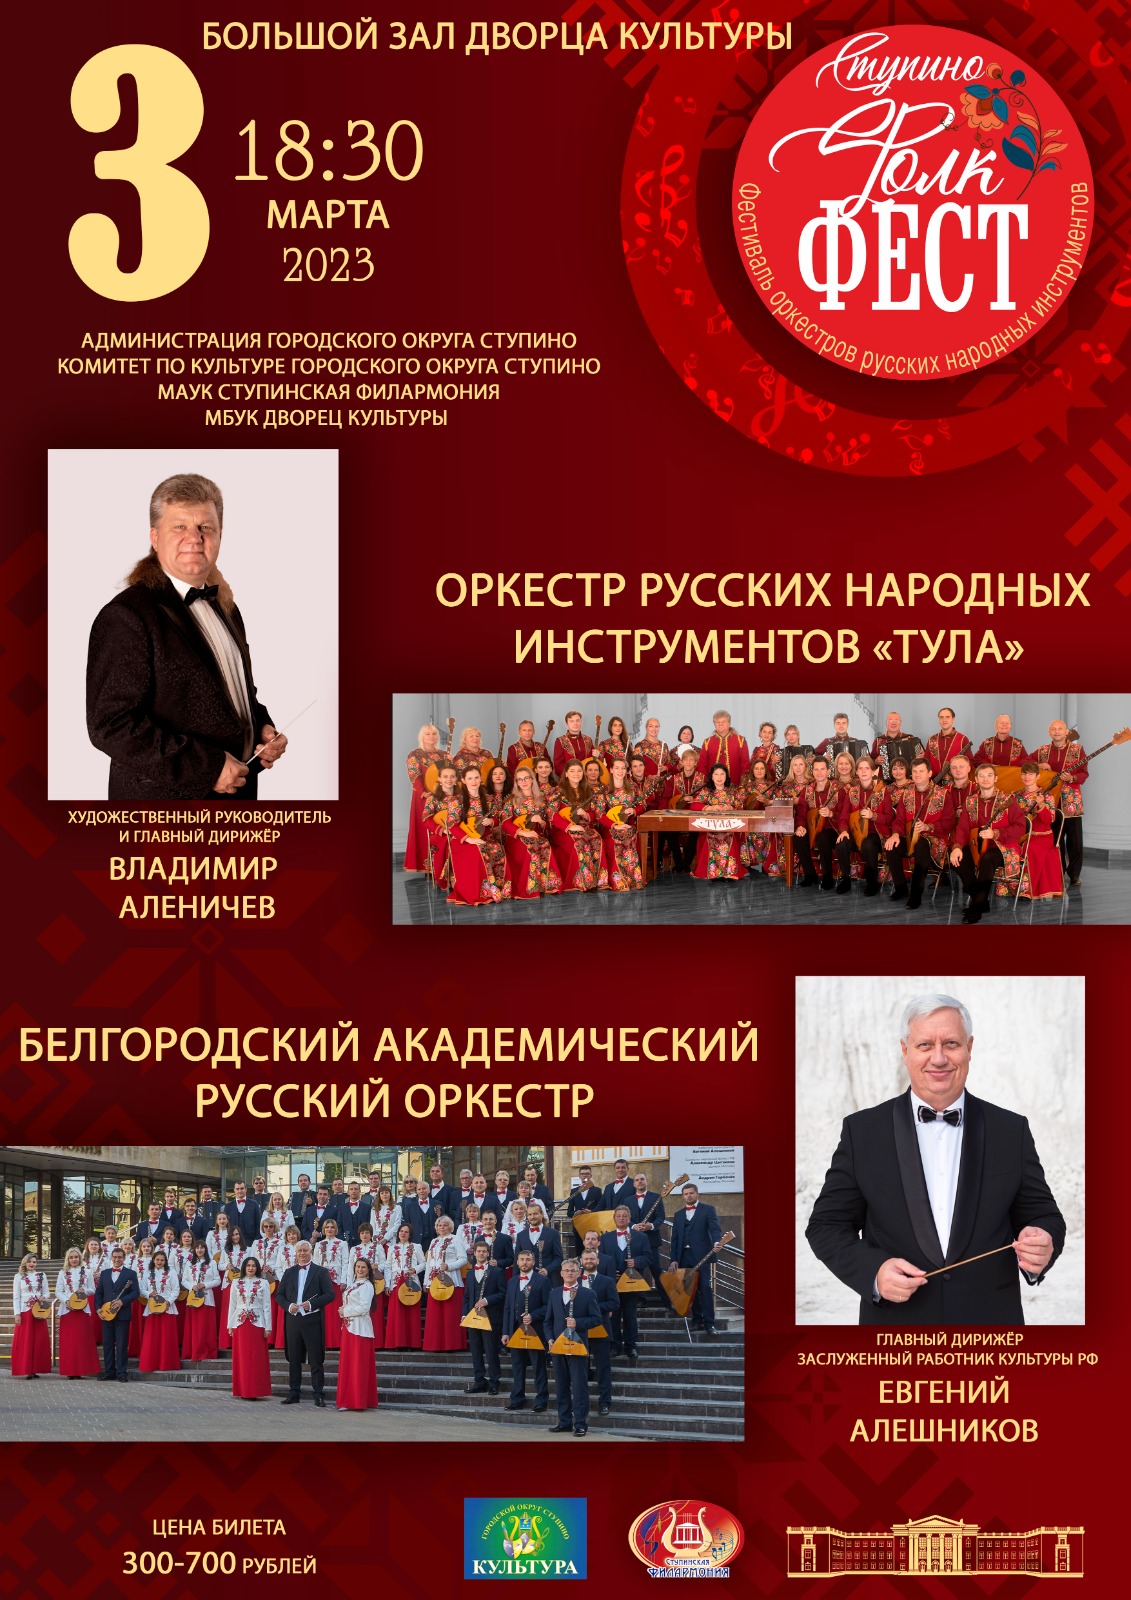 БОЛЬШОЙ ЗАЛ ДВОРЦА КУЛЬТУРЫ
3
18:30
МАРТА
2023
Ступино
Фолк
ФЕСТ
Фестиваль оркестров русских народных инструментов
АДМИНИСТРАЦИЯ ГОРОДСКОГО ОКРУГА СТУПИНО
КОМИТЕТ ПО КУЛЬТУРЕ ГОРОДСКОГО ОКРУГА СТУПИНО
МАУК СТУПИНСКАЯ ФИЛАРМОНИЯ
МБУК ДВОРЕЦ КУЛЬТУРЫ
ОРКЕСТР РУССКИХ НАРОДНЫХ
ИНСТРУМЕНТОВ «ТУЛА»
ТУЛА
ХУДОЖЕСТВЕННЫЙ РУКОВОДИТЕЛЬ
И ГЛАВНЫЙ ДИРИЖЁР
ВЛАДИМИР
АЛЕНИЧЕВ
БЕЛГОРОДСКИЙ АКАДЕМИЧЕСКИЙ
РУССКИЙ ОРКЕСТР
ГЛАВНЫЙ ДИРИЖЁР
ЗАСЛУЖЕННЫЙ РАБОТНИК КУЛЬТУРЫ РФ
ЕВГЕНИЙ
АЛЕШНИКОВ
ЦЕНА БИЛЕТА
300-700 РУБЛЕЙ
ГОРОДСКОЙ ОКРУГ СТУПИНО
КУЛЬТУРА
Ступинская
ФИЛАРМОНИЯ